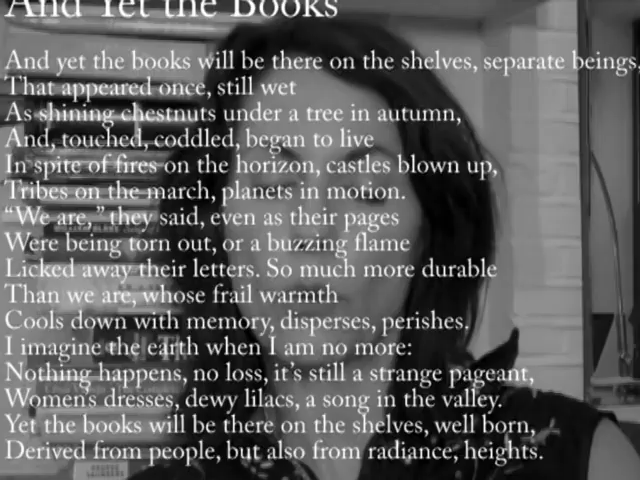 And Yet the Books
And yet the books will be there on the shelves, separate beings,
That appeared once, still wet
As shining chestnuts under a tree in autumn,
And, touched, coddled, began to live
In spite of fires on the horizon, castles blown up,
Tribes on the march, planets in motion.
“We are,” they said, even as their pages
Were being torn out, or a buzzing flame
Licked away their letters. So much more durable
Than we are, whose frail warmth
Cools down with memory, disperses, perishes.
I imagine the earth when I am no more:
Nothing happens, no loss, it’s still a strange pageant,
Women’s dresses, dewy lilacs, a song in the valley.
Yet the books will be there on the shelves, well born,
Derived from people, but also from radiance, heights.